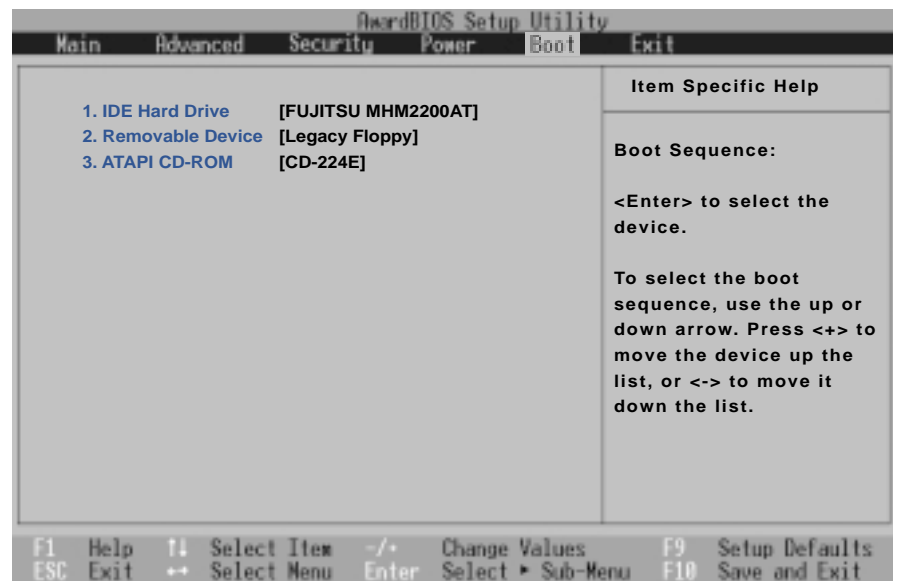 AwardBIOS Setup Utility
Main Advanced Security Power Boot Exit
1. IDE Hard Drive [FUJITSU MHM2200AT]
2. Removable Device [Legacy Floppy]
3. ATAPI CD-ROM [CD-224E]
Item Specific Help
Boot Sequence:
<Enter> to select the
device.
To select the boot
sequence, use the up or
down arrow. Press <+> to
move the device up the
list, or <-> to move it
down the list.
F1 Help ↑↓ Select Item -/+ Change Values F9 Setup Defaults
ESC Exit ↔ Select Menu Enter Select ▸ Sub-Menu F10 Save and Exit